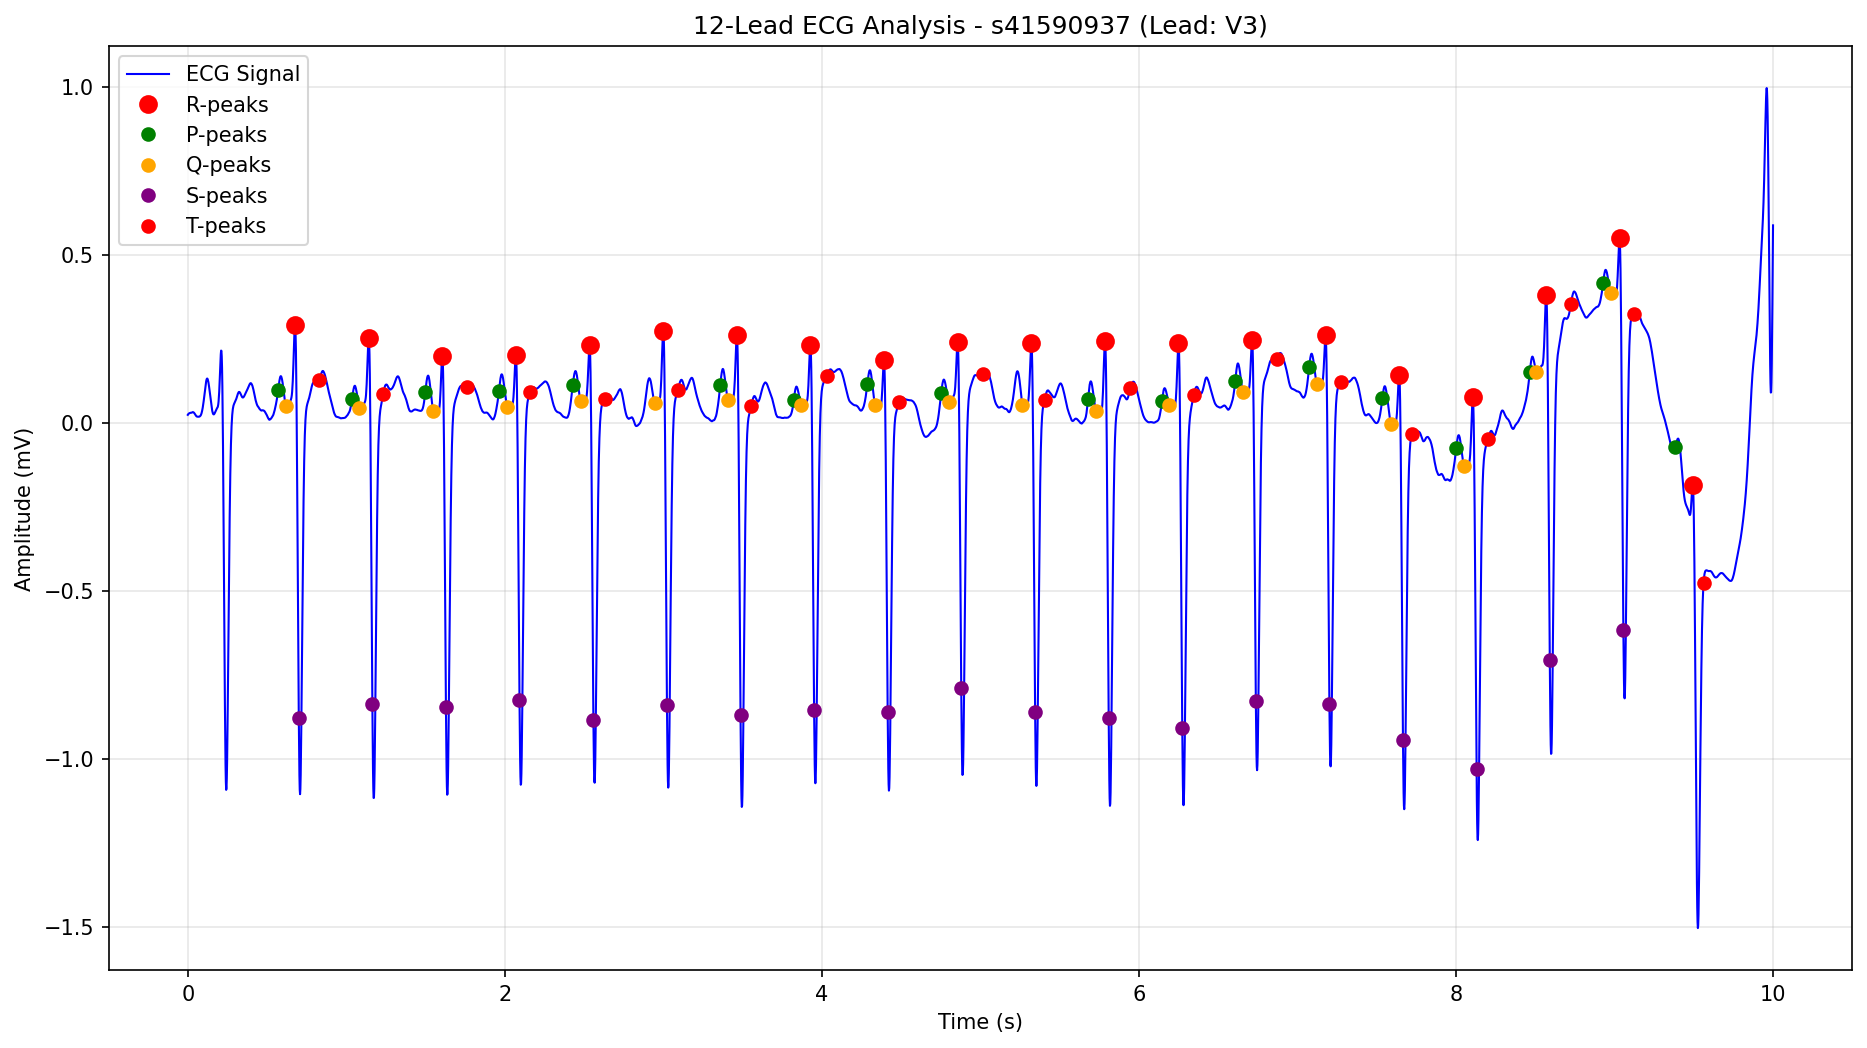 12-Lead ECG Analysis - s41590937 (Lead: V3)
ECG Signal
R-peaks
P-peaks
Q-peaks
S-peaks
T-peaks
1.0
0.5
0.0
−0.5
−1.0
−1.5
Amplitude (mV)
0 2 4 6 8 10
Time (s)